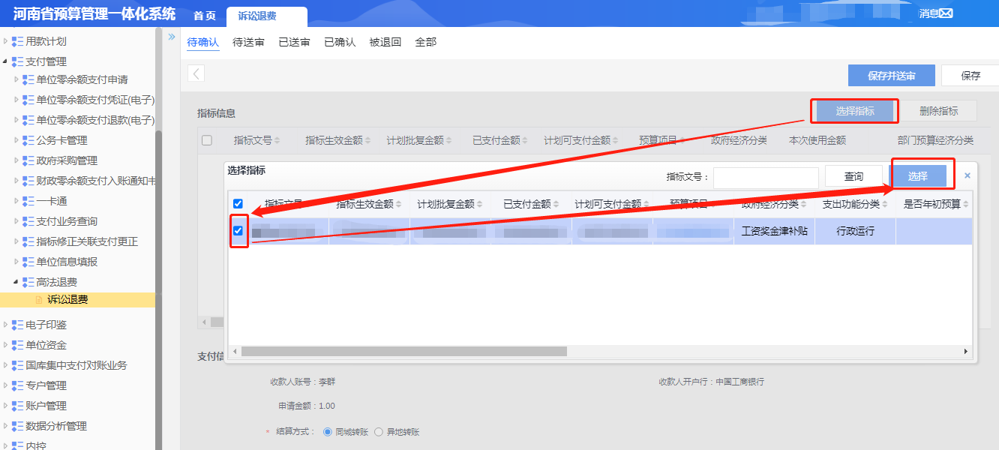 河南省预算管理一体化系统 首页 诉讼退费 消息
用款计划
支付管理
单位零余额支付申请
单位零余额支付凭证(电子)
单位零余额支付退款(电子)
公务卡管理
政府采购管理
财政零余额支付入账通知书
一卡通
支付业务查询
指标修正关联支付更正
单位信息填报
高法退费
诉讼退费
电子印鉴
单位资金
国库集中支付对账业务
专户管理
账户管理
数据分析管理
内控
待确认 待送审 已送审 已确认 被退回 全部
保存并送审 保存
指标信息 选择指标 删除指标
指标文号 指标生效金额 计划批复金额 已支付金额 计划可支付金额 预算项目 政府经济分类 本次使用金额 部门预算经济分类
选择指标 指标文号： 查询 选择 ×
指标文号 指标生效金额 计划批复金额 已支付金额 计划可支付金额 预算项目 政府经济分类 支出功能分类 是否年初预算
工资奖金津补贴 行政运行
支付信
收款人账号：李群 收款人开户行：中国工商银行
申请金额：1.00
* 结算方式： 同城转账 异地转账